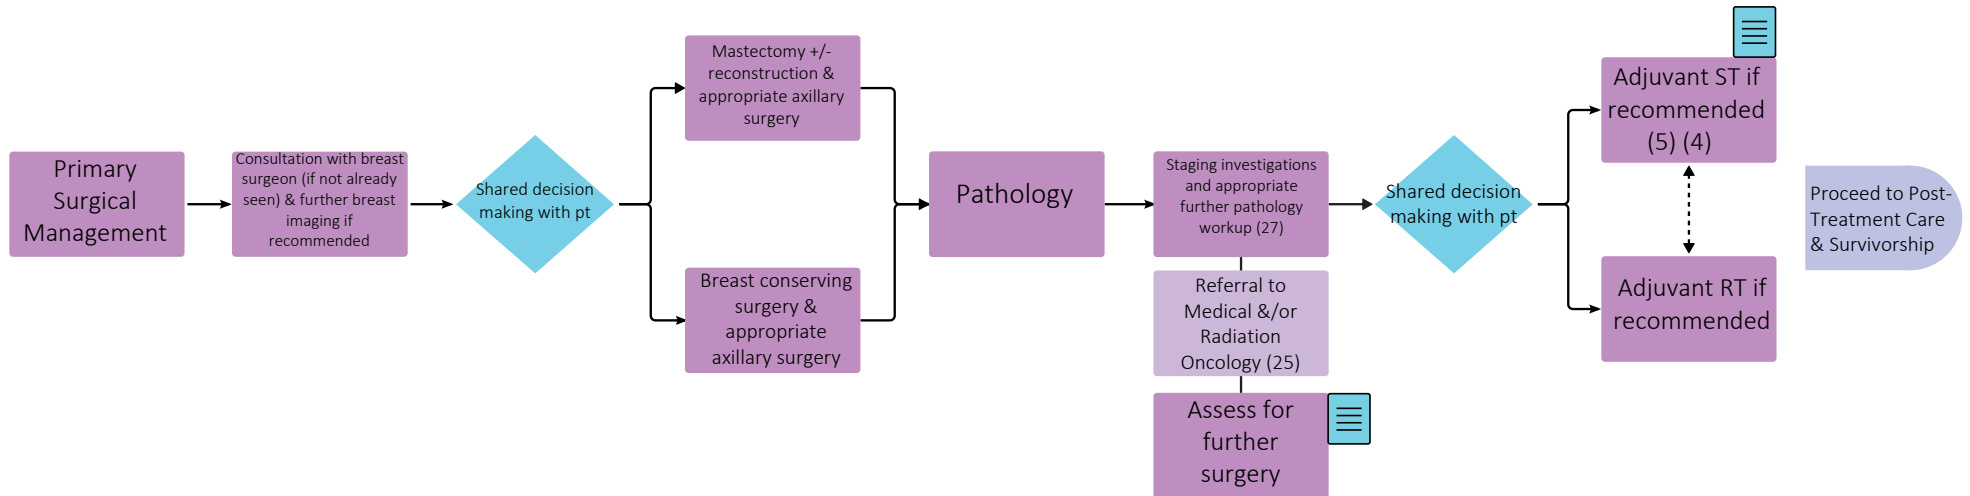 Primary
Surgical
Management
Consultation with breast
surgeon (if not already
seen) & further breast
imaging if
recommended
Shared decision
making with pt
Mastectomy +/-
reconstruction &
appropriate axillary
surgery
Breast conserving
surgery &
appropriate
axillary surgery
Pathology
Staging investigations
and appropriate
further pathology
workup (27)
Referral to
Medical &/or
Radiation
Oncology (25)
Assess for
further
surgery
Shared decision
making with pt
Adjuvant ST if
recommended
(5) (4)
Adjuvant RT if
recommended
Proceed to Post-
Treatment Care
& Survivorship